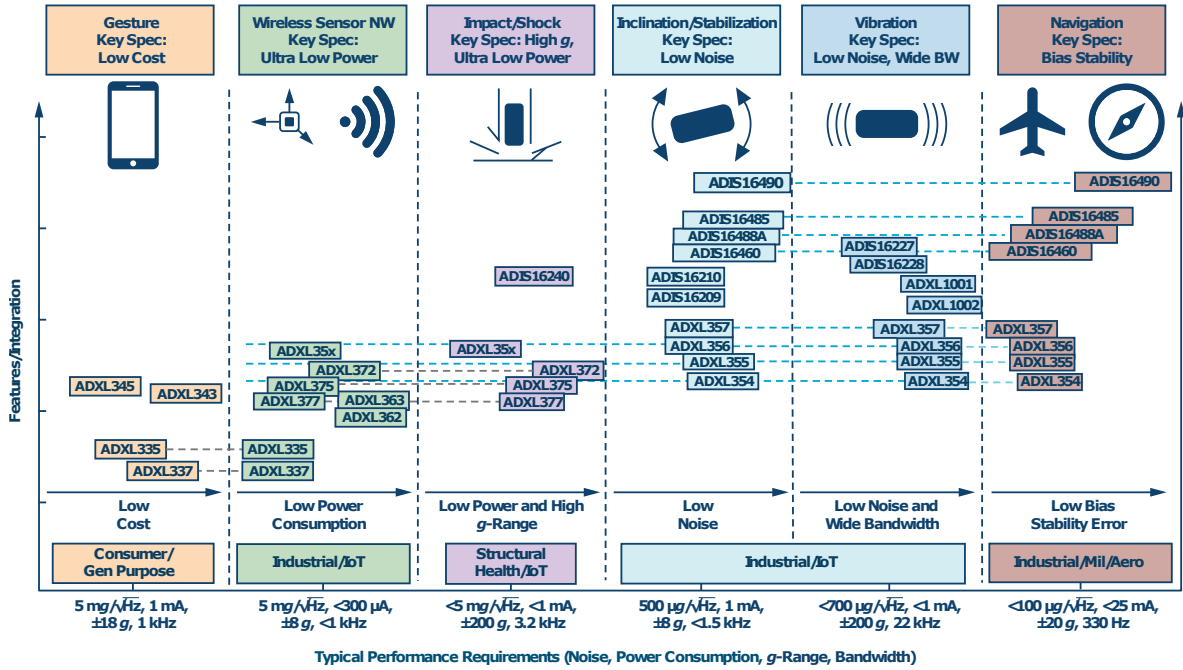 Gesture
Key Spec:
Low Cost
Wireless Sensor NW
Key Spec:
Ultra Low Power
Impact/Shock
Key Spec: High g,
Ultra Low Power
Inclination/Stabilization
Key Spec:
Low Noise
Vibration
Key Spec:
Low Noise, Wide BW
Navigation
Key Spec:
Bias Stability
Features/integration
ADIS16490
ADIS16490
ADIS16485
ADIS16485
ADIS16488A
ADIS16488A
ADIS16460
ADIS16227
ADIS16460
ADIS16228
ADIS16240
ADIS16210
ADXL1001
ADIS16209
ADXL1002
ADXL357
ADXL357
ADXL357
ADXL35x
ADXL35x
ADXL356
ADXL356
ADXL356
ADXL372
ADXL372
ADXL355
ADXL355
ADXL355
ADXL345
ADXL375
ADXL375
ADXL354
ADXL354
ADXL354
ADXL343
ADXL377
ADXL363
ADXL377
ADXL362
ADXL335
ADXL335
ADXL337
ADXL337
Low
Cost
Low Power
Consumption
Low Power and High
g-Range
Low
Noise
Low Noise and
Wide Bandwidth
Low Bias
Stability Error
Consumer/
Gen Purpose
Industrial/IoT
Structural
Health/IoT
Industrial/IoT
Industrial/Mil/Aero
5 mg/√Hz, 1 mA,
±18 g, 1 kHz
5 mg/√Hz, <300 µA,
±8 g, <1 kHz
<5 mg/√Hz, <1 mA,
±200 g, 3.2 kHz
500 µg/√Hz, 1 mA,
±8 g, <1.5 kHz
<700 µg/√Hz, <1 mA,
±200 g, 22 kHz
<100 µg/√Hz, <25 mA,
±20 g, 330 Hz
Typical Performance Requirements (Noise, Power Consumption, g-Range, Bandwidth)